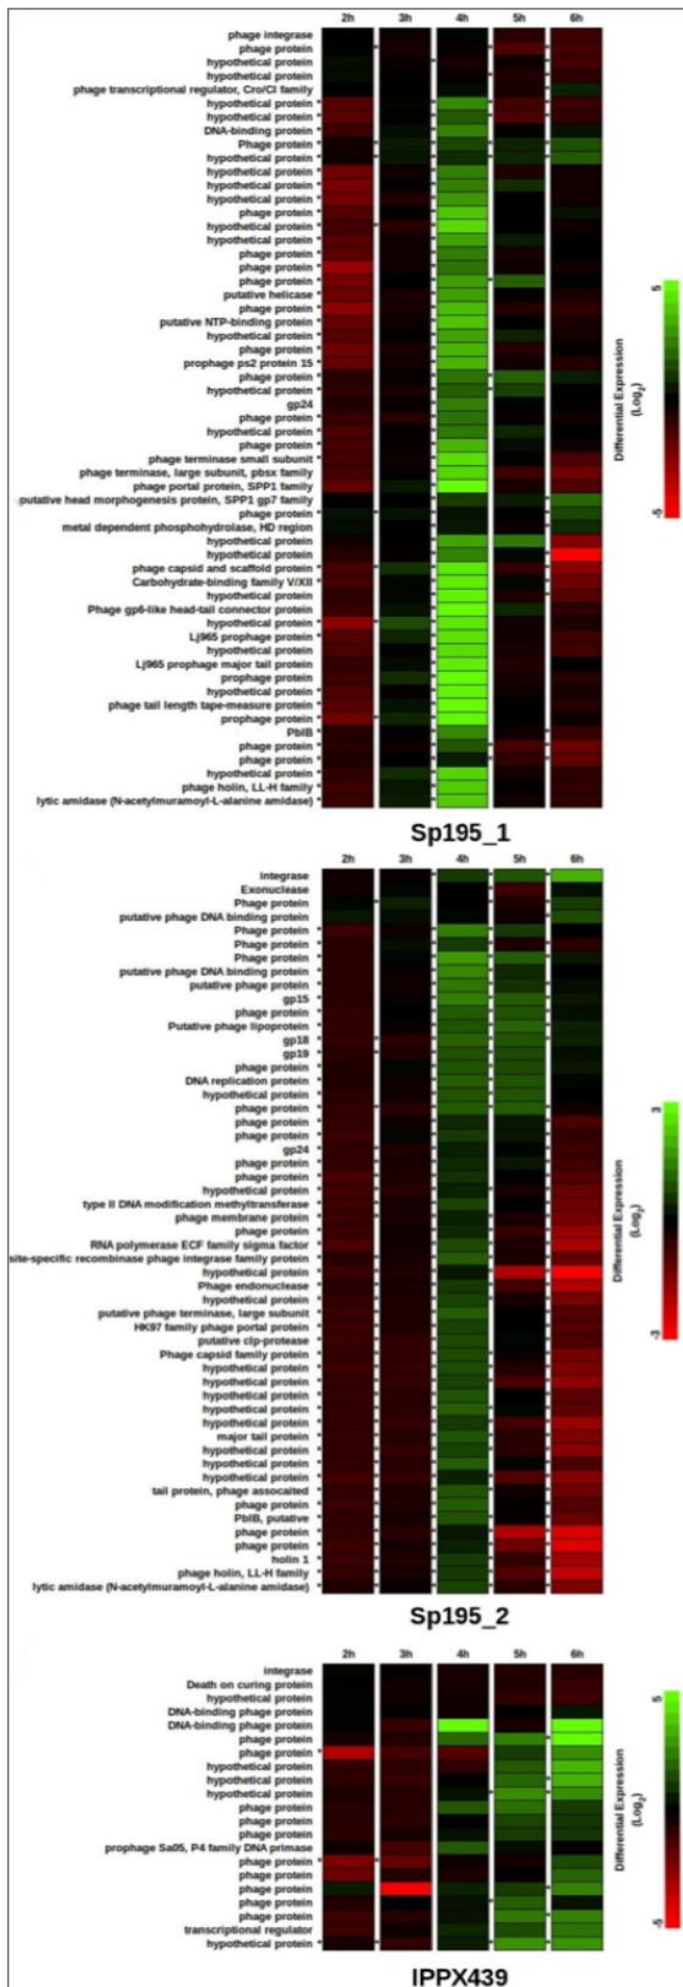 2h 3h 4h 5h 6h
phage integrase
phage protein
hypothetical protein
hypothetical protein
phage transcriptional regulator, Cro/CI family
hypothetical protein
hypothetical protein
DNA-binding protein
Phage protein
hypothetical protein
hypothetical protein
hypothetical protein
hypothetical protein
phage protein
hypothetical protein
hypothetical protein
phage protein
phage protein
phage protein
putative helicase
phage protein
putative NTP-binding protein
hypothetical protein
phage protein
prophage ps2 protein 15
phage protein
hypothetical protein
gp24
phage protein
hypothetical protein
phage protein
phage terminase small subunit
phage terminase, large subunit, pbsx family
phage portal protein, SPP1 family
putative head morphogenesis protein, SPP1 gp7 family
phage protein
metal dependent phosphohydrolase, HD region
hypothetical protein
hypothetical protein
phage capsid and scaffold protein
Carbohydrate-binding family V/XII
hypothetical protein
Phage gp6-like head-tail connector protein
hypothetical protein
Lj965 prophage protein
hypothetical protein
Lj965 prophage major tail protein
prophage protein
hypothetical protein
phage tail length tape-measure protein
prophage protein
PblB
phage protein
phage protein
hypothetical protein
phage holin, LL-H family
lytic amidase (N-acetylmuramoyl-L-alanine amidase)
5
Differential Expression
(Log2)
-5
Sp195_1
2h 3h 4h 5h 6h
integrase
Exonuclease
Phage protein
putative phage DNA binding protein
Phage protein
Phage protein
Phage protein
putative phage DNA binding protein
putative phage protein
gp15
phage protein
Putative phage lipoprotein
gp18
gp19
phage protein
DNA replication protein
hypothetical protein
phage protein
phage protein
phage protein
gp24
phage protein
phage protein
hypothetical protein
type II DNA modification methyltransferase
phage membrane protein
phage protein
RNA polymerase ECF family sigma factor
site-specific recombinase phage integrase family protein
hypothetical protein
Phage endonuclease
hypothetical protein
putative phage terminase, large subunit
HK97 family phage portal protein
putative clp-protease
Phage capsid family protein
hypothetical protein
hypothetical protein
hypothetical protein
hypothetical protein
hypothetical protein
major tail protein
hypothetical protein
hypothetical protein
hypothetical protein
tail protein, phage assocaited
phage protein
PblB, putative
phage protein
phage protein
holin 1
phage holin, LL-H family
lytic amidase (N-acetylmuramoyl-L-alanine amidase)
3
Differential Expression
(Log2)
-3
Sp195_2
2h 3h 4h 5h 6h
integrase
Death on curing protein
hypothetical protein
DNA-binding phage protein
DNA-binding phage protein
phage protein
phage protein
hypothetical protein
hypothetical protein
hypothetical protein
phage protein
phage protein
phage protein
prophage Sa05, P4 family DNA primase
phage protein
phage protein
phage protein
phage protein
phage protein
transcriptional regulator
hypothetical protein
5
Differential Expression
(Log2)
-5
IPPX439